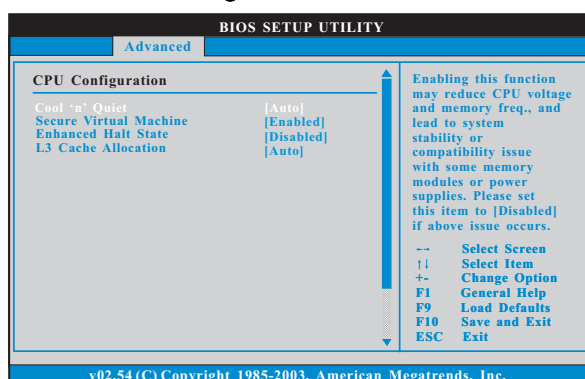 BIOS SETUP UTILITY
Advanced
CPU Configuration
Cool 'n' Quiet [Auto]
Secure Virtual Machine [Enabled]
Enhanced Halt State [Disabled]
L3 Cache Allocation [Auto]
Enabling this function
may reduce CPU voltage
and memory freq., and
lead to system
stability or
compatibility issue
with some memory
modules or power
supplies. Please set
this item to [Disabled]
if above issue occurs.
←→ Select Screen
↑↓ Select Item
+- Change Option
F1 General Help
F9 Load Defaults
F10 Save and Exit
ESC Exit
v02.54 (C) Copyright 1985-2003, American Megatrends, Inc.